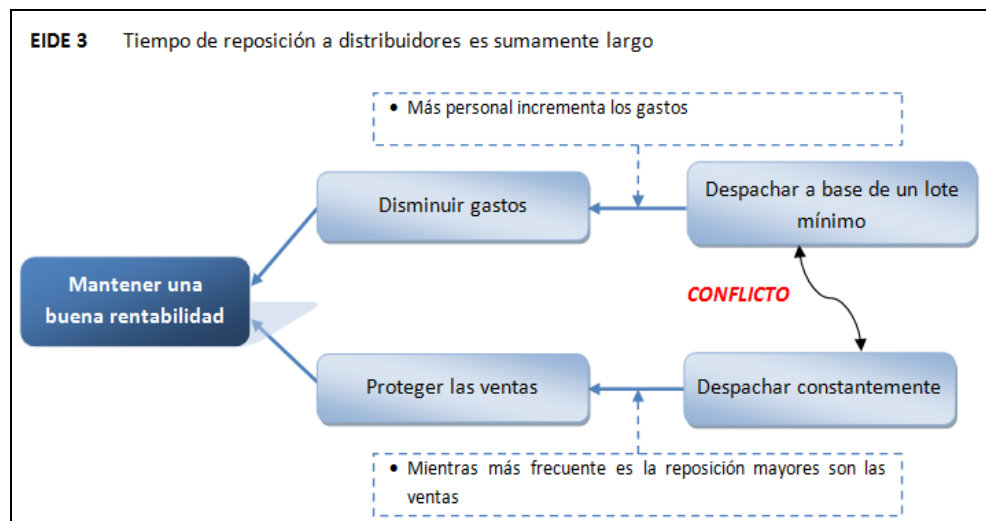 EIDE 3 Tiempo de reposición a distribuidores es sumamente largo
• Más personal incrementa los gastos
Disminuir gastos
Despachar a base de un lote
mínimo
Mantener una
buena rentabilidad
CONFLICTO
Proteger las ventas
Despachar constantemente
• Mientras más frecuente es la reposición mayores son las
ventas